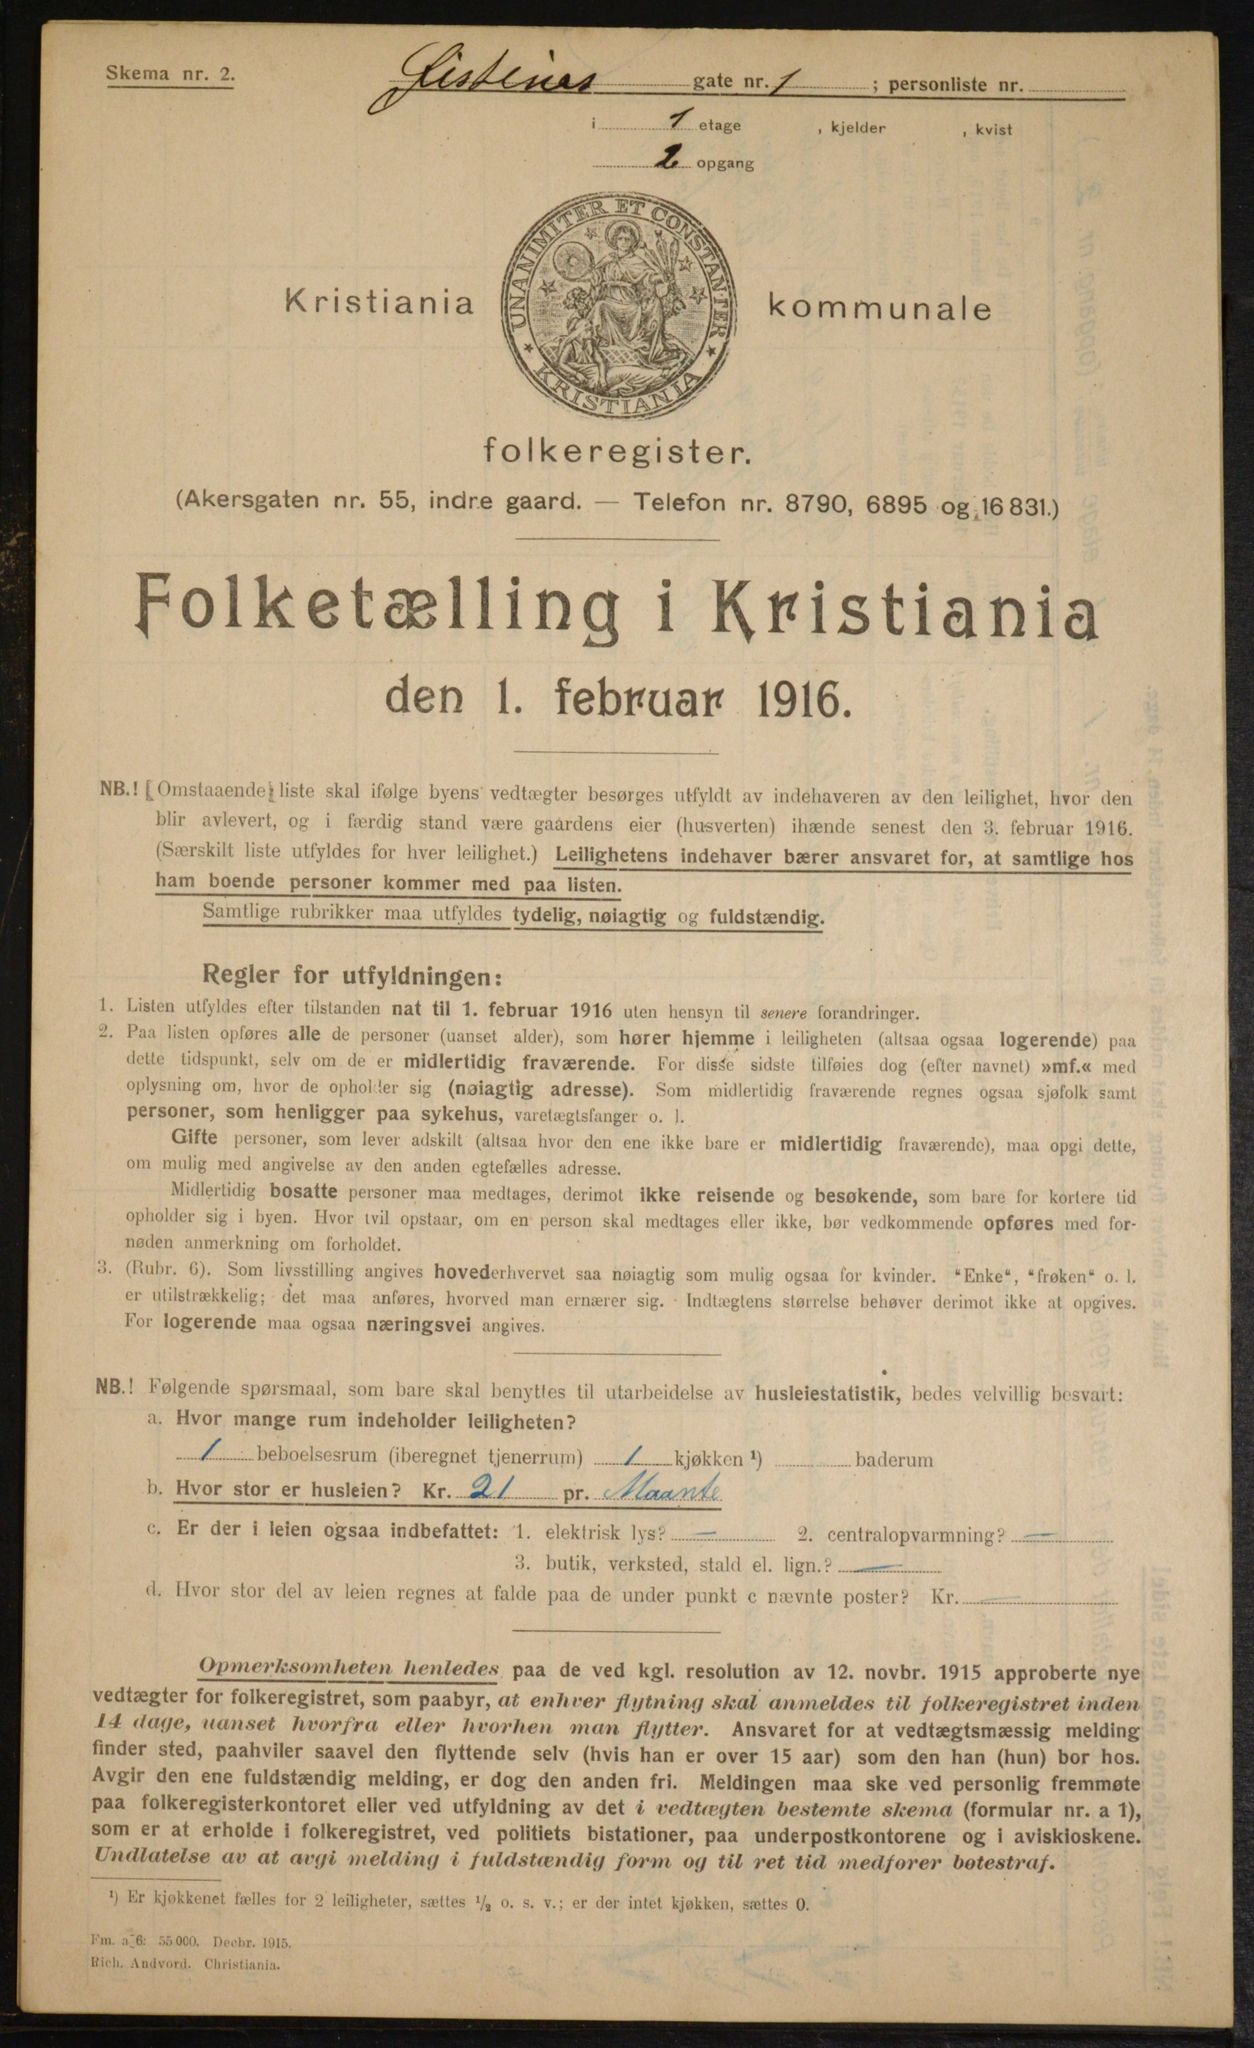 Skema nr. 2.
Eistinas gate nr. 1 ; personliste nr.
i 1 etage , kjelder , kvist
2 opgang
UNANIMITER ET CONSTANTER
KRISTIANIA
Kristiania kommunale
folkeregister.
(Akersgaten nr. 55, indre gaard. — Telefon nr. 8790, 6895 og 16 831.)
Folketælling i Kristiania
den 1. februar 1916.
NB.! [Omstaaende] liste skal ifølge byens vedtægter besørges utfyldt av indehaveren av den leilighet, hvor den
blir avlevert, og i færdig stand være gaardens eier (husverten) ihænde senest den 3. februar 1916.
(Særskilt liste utfyldes for hver leilighet.) Leilighetens indehaver bærer ansvaret for, at samtlige hos
ham boende personer kommer med paa listen.
Samtlige rubrikker maa utfyldes tydelig, nøiagtig og fuldstændig.
Regler for utfyldningen:
1. Listen utfyldes efter tilstanden nat til 1. februar 1916 uten hensyn til senere forandringer.
2. Paa listen opføres alle de personer (uanset alder), som hører hjemme i leiligheten (altsaa ogsaa logerende) paa
dette tidspunkt, selv om de er midlertidig fraværende. For disse sidste tilføies dog (efter navnet) »mf.« med
oplysning om, hvor de opholder sig (nøiagtig adresse). Som midlertidig fraværende regnes ogsaa sjøfolk samt
personer, som henligger paa sykehus, varetægtsfanger o. l.
Gifte personer, som lever adskilt (altsaa hvor den ene ikke bare er midlertidig fraværende), maa opgi dette,
om mulig med angivelse av den anden egtefælles adresse.
Midlertidig bosatte personer maa medtages, derimot ikke reisende og besøkende, som bare for kortere tid
opholder sig i byen. Hvor tvil opstaar, om en person skal medtages eller ikke, bør vedkommende opføres med for-
nøden anmerkning om forholdet.
3. (Rubr. 6). Som livsstilling angives hovederhvervet saa nøiagtig som mulig ogsaa for kvinder. "Enke", "frøken" o. l.
er utilstrækkelig; det maa anføres, hvorved man ernærer sig. Indtægtens størrelse behøver derimot ikke at opgives.
For logerende maa ogsaa næringsvei angives.
NB.! Følgende spørsmaal, som bare skal benyttes til utarbeidelse av husleiestatistik, bedes velvillig besvart:
a. Hvor mange rum indeholder leiligheten?
1 beboelsesrum (iberegnet tjenerrum) 1 kjøkken ¹) baderum
b. Hvor stor er husleien? Kr. 21 pr. Maante
c. Er der i leien ogsaa indbefattet: 1. elektrisk lys? — 2. centralopvarmning? —
3. butik, verksted, stald el. lign.? —
d. Hvor stor del av leien regnes at falde paa de under punkt c nævnte poster? Kr. —
Opmerksomheten henledes paa de ved kgl. resolution av 12. novbr. 1915 approberte nye
vedtægter for folkeregistret, som paabyr, at enhver flytning skal anmeldes til folkeregistret inden
14 dage, uanset hvorfra eller hvorhen man flytter. Ansvaret for at vedtægtsmæssig melding
finder sted, paahviler saavel den flyttende selv (hvis han er over 15 aar) som den han (hun) bor hos.
Avgir den ene fuldstændig melding, er dog den anden fri. Meldingen maa ske ved personlig fremmøte
paa folkeregisterkontoret eller ved utfyldning av det i vedtægten bestemte skema (formular nr. a 1),
som er at erholde i folkeregistret, ved politiets bistationer, paa underpostkontorene og i aviskioskene.
Undlatelse av at avgi melding i fuldstændig form og til ret tid medfører bøtestraf.
¹) Er kjøkkenet fælles for 2 leiligheter, sættes ½ o. s. v.; er der intet kjøkken, sættes 0.
Fm. a 6: 55 000. Decbr. 1915.
Rich. Andvord. Christiania.